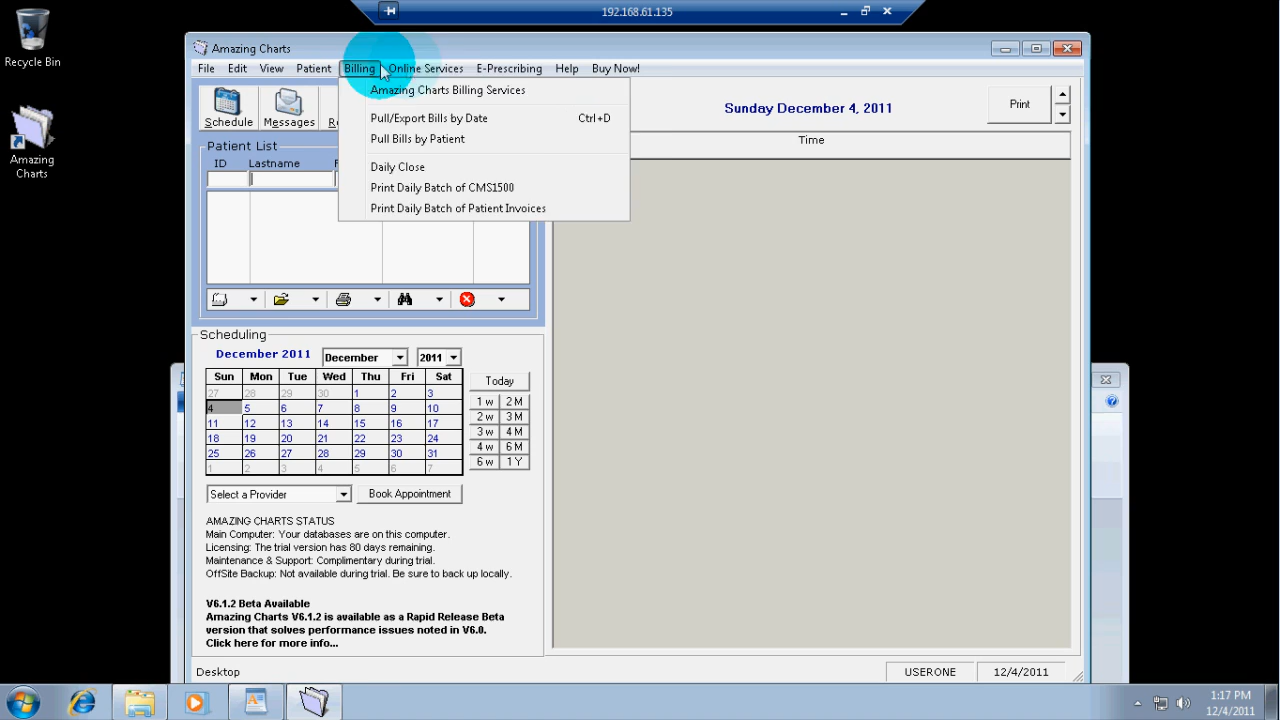 192.168.61.135
Recycle Bin
Amazing Charts
Amazing Charts
File Edit View Patient Billing Online Services E-Prescribing Help Buy Now!
Amazing Charts Billing Services
Pull/Export Bills by Date Ctrl+D
Pull Bills by Patient
Daily Close
Print Daily Batch of CMS1500
Print Daily Batch of Patient Invoices
Schedule Messages
Sunday December 4, 2011
Print
Time
Patient List
ID Lastname
Scheduling
December 2011 December 2011
Sun Mon Tue Wed Thu Fri Sat
27 28 29 30 1 2 3
4 5 6 7 8 9 10
11 12 13 14 15 16 17
18 19 20 21 22 23 24
25 26 27 28 29 30 31
1 2 3 4 5 6 7
Today
1 w 2 M
2 w 3 M
3 w 4 M
4 w 6 M
6 w 1 Y
Select a Provider Book Appointment
AMAZING CHARTS STATUS
Main Computer: Your databases are on this computer.
Licensing: The trial version has 80 days remaining.
Maintenance & Support: Complimentary during trial.
OffSite Backup: Not available during trial. Be sure to back up locally.
V6.1.2 Beta Available
Amazing Charts V6.1.2 is available as a Rapid Release Beta
version that solves performance issues noted in V6.0.
Click here for more info...
Desktop USERONE 12/4/2011
1:17 PM
12/4/2011